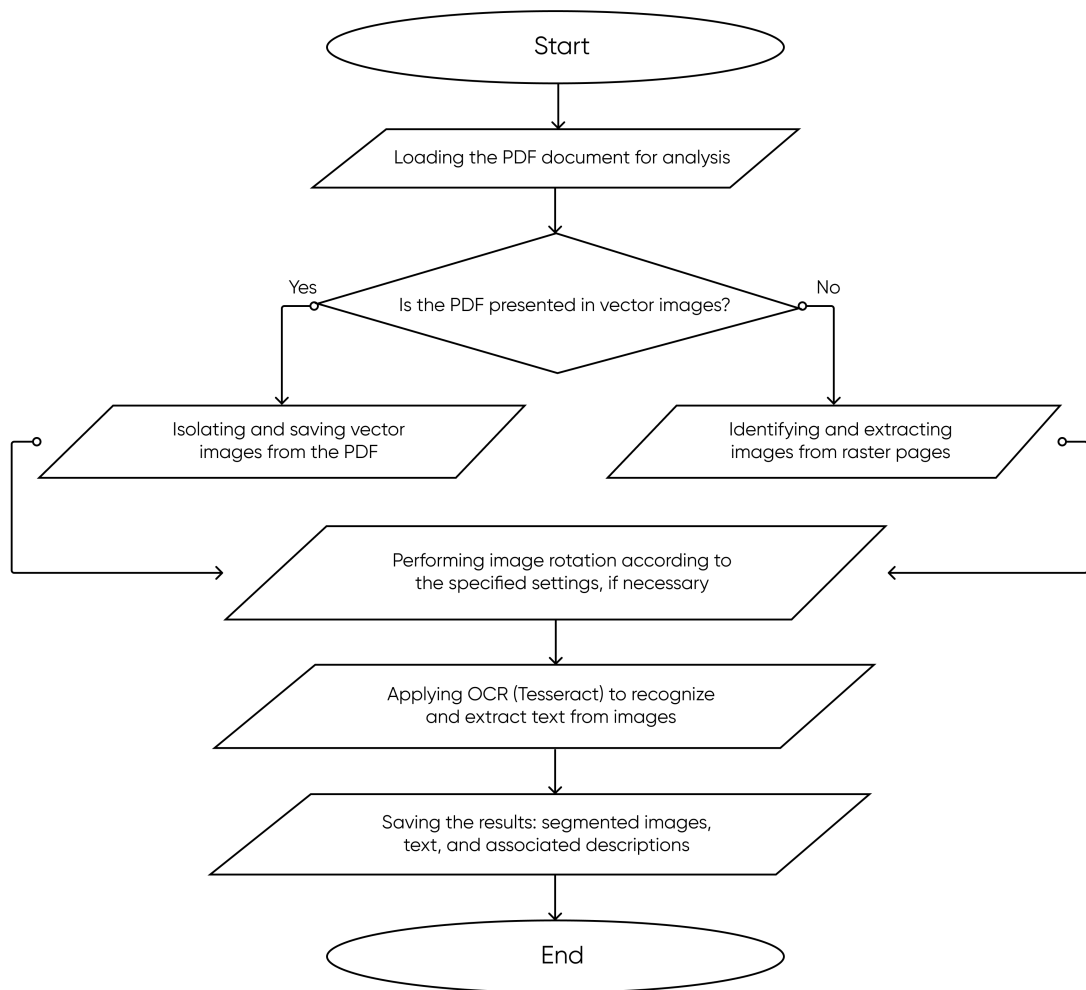 Start
Loading the PDF document for analysis
Yes
No
Is the PDF presented in vector images?
Isolating and saving vector
images from the PDF
Identifying and extracting
images from raster pages
Performing image rotation according to
the specified settings, if necessary
Applying OCR (Tesseract) to recognize
and extract text from images
Saving the results: segmented images,
text, and associated descriptions
End